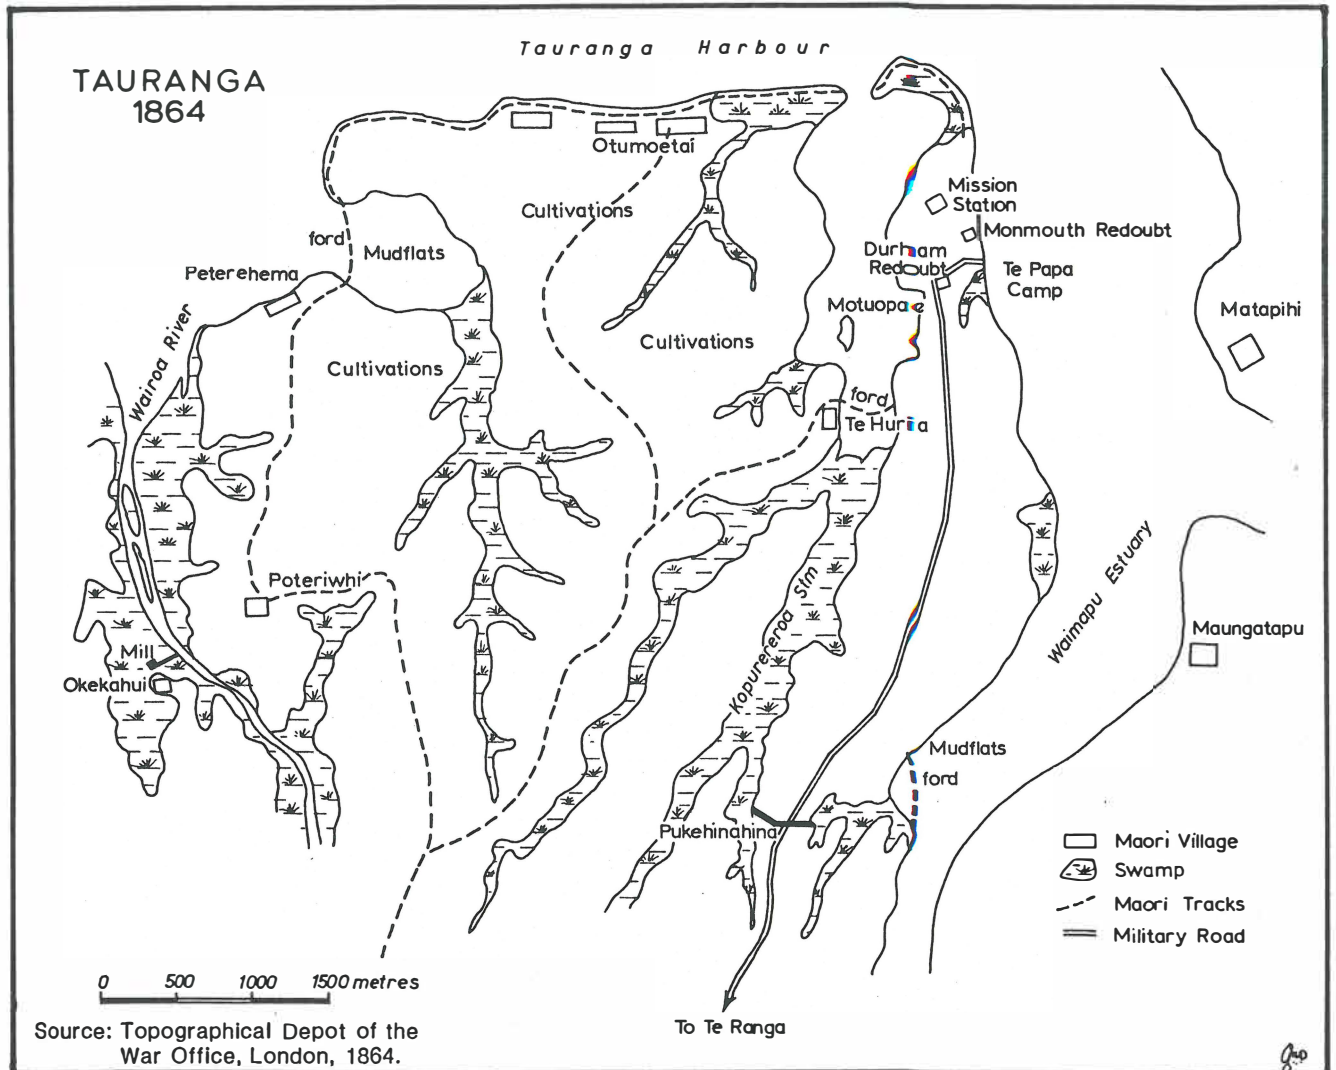 Tauranga Harbour
TAURANGA
1864
Otumoetai
Mission
Station
Cultivations
Monmouth Redoubt
ford
Mudflats
Durham
Redoubt
Te Papa
Camp
Peterehema
Motuopae
Matapihi
Wairoa River
Cultivations
Cultivations
ford
Te Huria
Poteriwhi
Waimapu Estuary
Kopurereroa Stm
Maungatapu
Mill
Okekahui
Mudflats
ford
Pukehinahina
Maori Village
Swamp
Maori Tracks
Military Road
0 500 1000 1500 metres
To Te Ranga
Source: Topographical Depot of the
War Office, London, 1864.